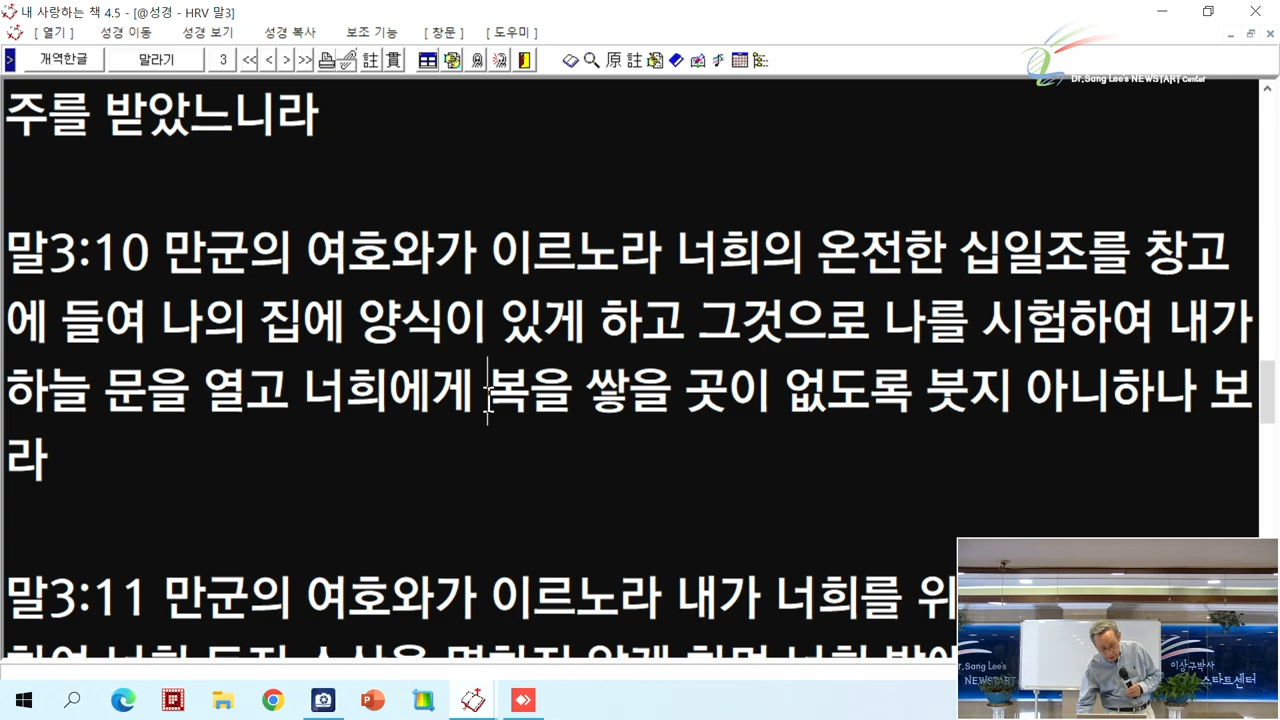 내 사랑하는 책 4.5 - [@성경 - HRV 말3]
[ 열기 ] 성경 이동 성경 보기 성경 복사 보조 기능 [ 창문 ] [ 도우미 ]
개역한글 말라기 3 << < > >> 註 貫 原 註
Dr.Sang Lee's NEWSTART Center
주를 받았느니라
말3:10 만군의 여호와가 이르노라 너희의 온전한 십일조를 창고
에 들여 나의 집에 양식이 있게 하고 그것으로 나를 시험하여 내가
하늘 문을 열고 너희에게 복을 쌓을 곳이 없도록 붓지 아니하나 보
라
말3:11 만군의 여호와가 이르노라 내가 너희를 위
Dr.Sang Lee's
NEWSTART
이상구박사
스타트센터